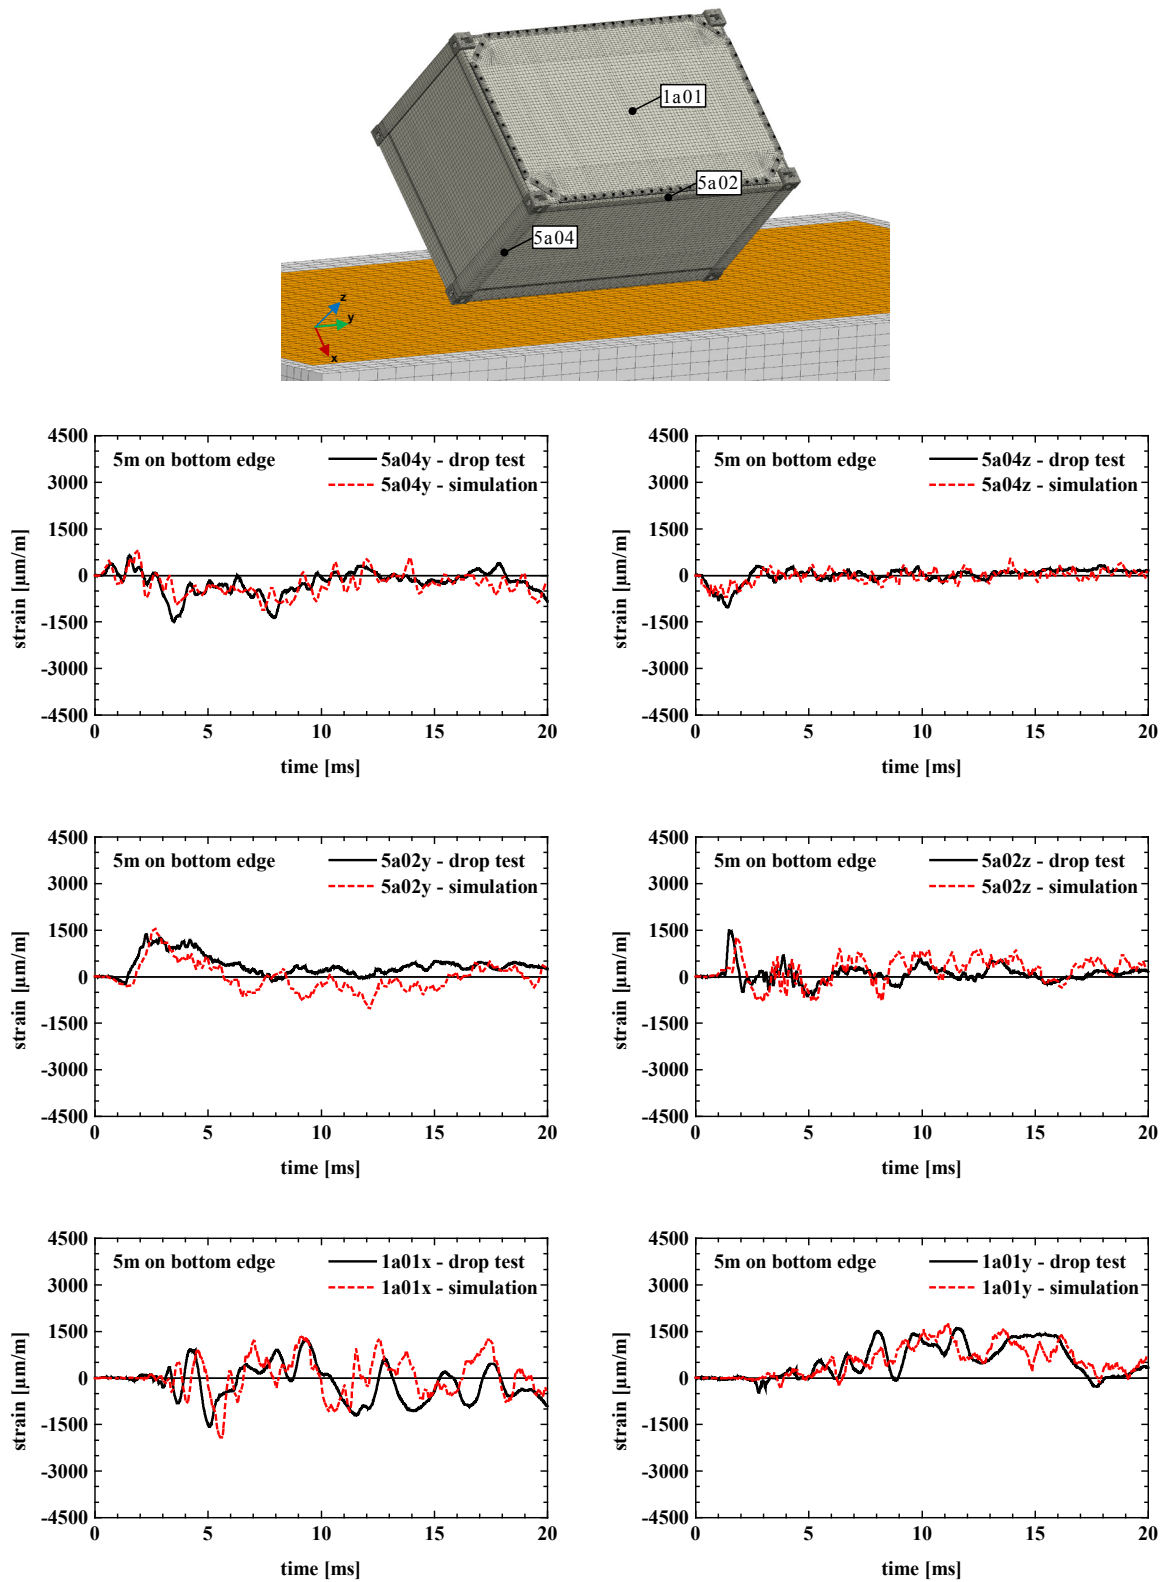 1a01
5a02
5a04
z
y
x
4500
3000
1500
0
-1500
-3000
-4500
strain [µm/m]
5m on bottom edge
5a04y - drop test
5a04y - simulation
0 5 10 15 20
time [ms]
4500
3000
1500
0
-1500
-3000
-4500
strain [µm/m]
5m on bottom edge
5a04z - drop test
5a04z - simulation
0 5 10 15 20
time [ms]
4500
3000
1500
0
-1500
-3000
-4500
strain [µm/m]
5m on bottom edge
5a02y - drop test
5a02y - simulation
0 5 10 15 20
time [ms]
4500
3000
1500
0
-1500
-3000
-4500
strain [µm/m]
5m on bottom edge
5a02z - drop test
5a02z - simulation
0 5 10 15 20
time [ms]
4500
3000
1500
0
-1500
-3000
-4500
strain [µm/m]
5m on bottom edge
1a01x - drop test
1a01x - simulation
0 5 10 15 20
time [ms]
4500
3000
1500
0
-1500
-3000
-4500
strain [µm/m]
5m on bottom edge
1a01y - drop test
1a01y - simulation
0 5 10 15 20
time [ms]